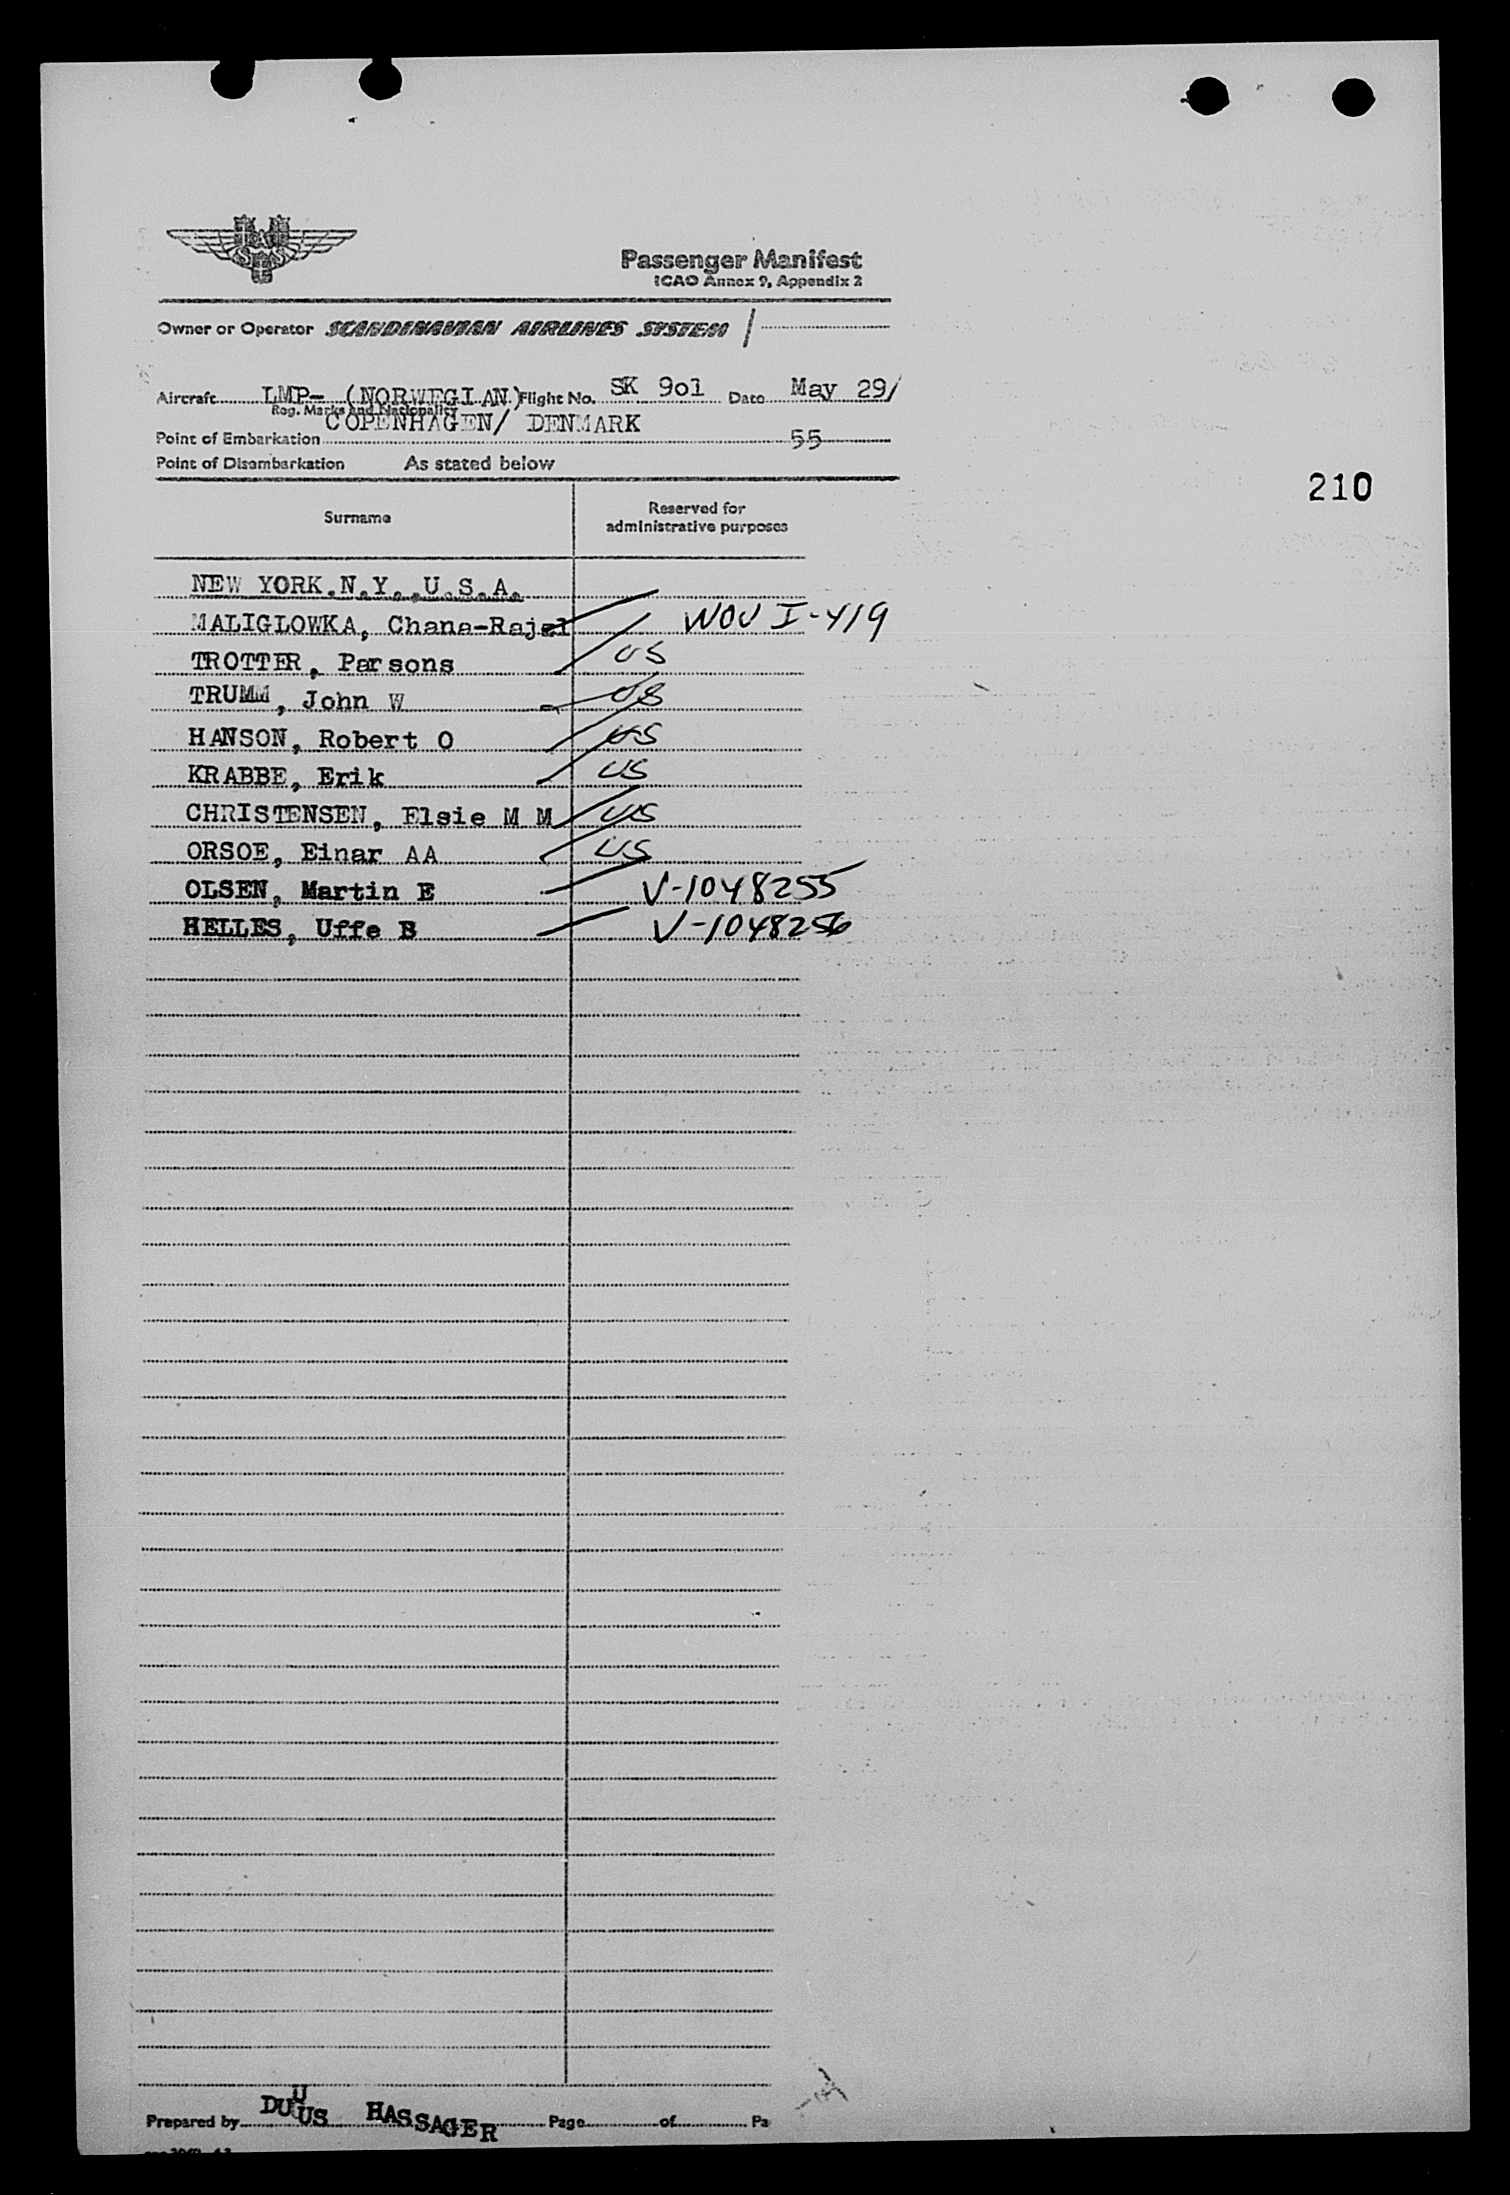 SAS
Passenger Manifest
ICAO Annex 9, Appendix 2
Owner or Operator SCANDINAVIAN AIRLINES SYSTEM
Aircraft LMP- (NORWEGIAN) Flight No. SK 9o1 Date May 29/
Reg. Marks and Nationality
COPENHAGEN/ DENMARK
Point of Embarkation 55
Point of Disembarkation As stated below
210
Surname Reserved for administrative purposes
NEW YORK.N.Y..U.S.A.
MALIGLOWKA, Chana-Rajel WOU I-419
TROTTER, Parsons US
TRUMM, John W US
HANSON, Robert O US
KRABBE, Erik US
CHRISTENSEN, Elsie M M US
ORSOE, Einar AA US
OLSEN, Martin E V-1048255
HELLES, Uffe B V-1048256
Prepared by DUUUS HASSAGER Page of Pa